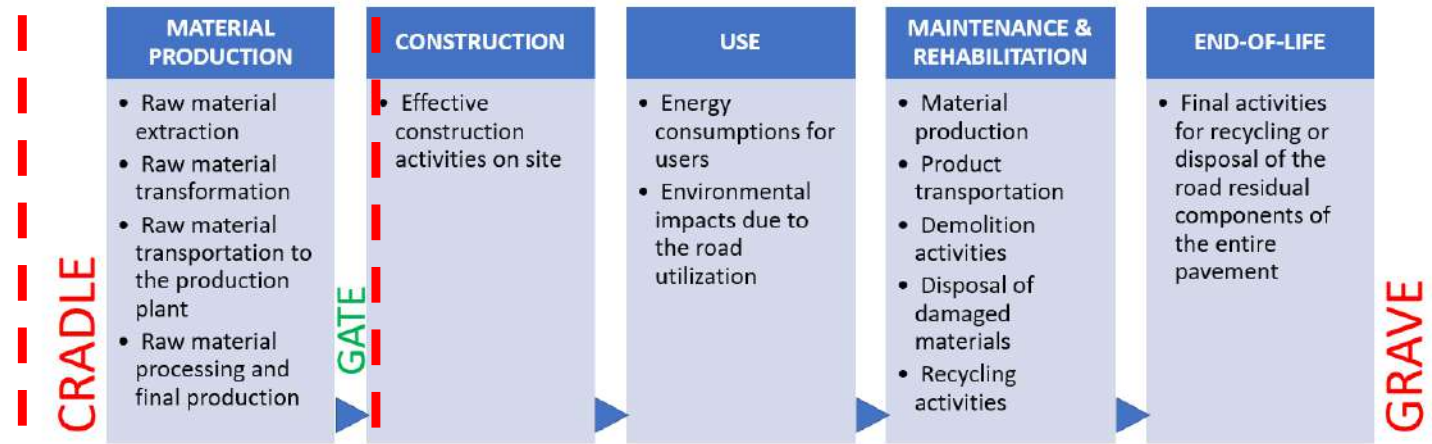 CRADLE
MATERIAL
PRODUCTION
• Raw material
extraction
• Raw material
transformation
• Raw material
transportation to
the production
plant
• Raw material
processing and
final production
GATE
CONSTRUCTION
• Effective
construction
activities on site
USE
• Energy
consumptions for
users
• Environmental
impacts due to
the road
utilization
MAINTENANCE &
REHABILITATION
• Material
production
• Product
transportation
• Demolition
activities
• Disposal of
damaged
materials
• Recycling
activities
END-OF-LIFE
• Final activities
for recycling or
disposal of the
road residual
components of
the entire
pavement
GRAVE